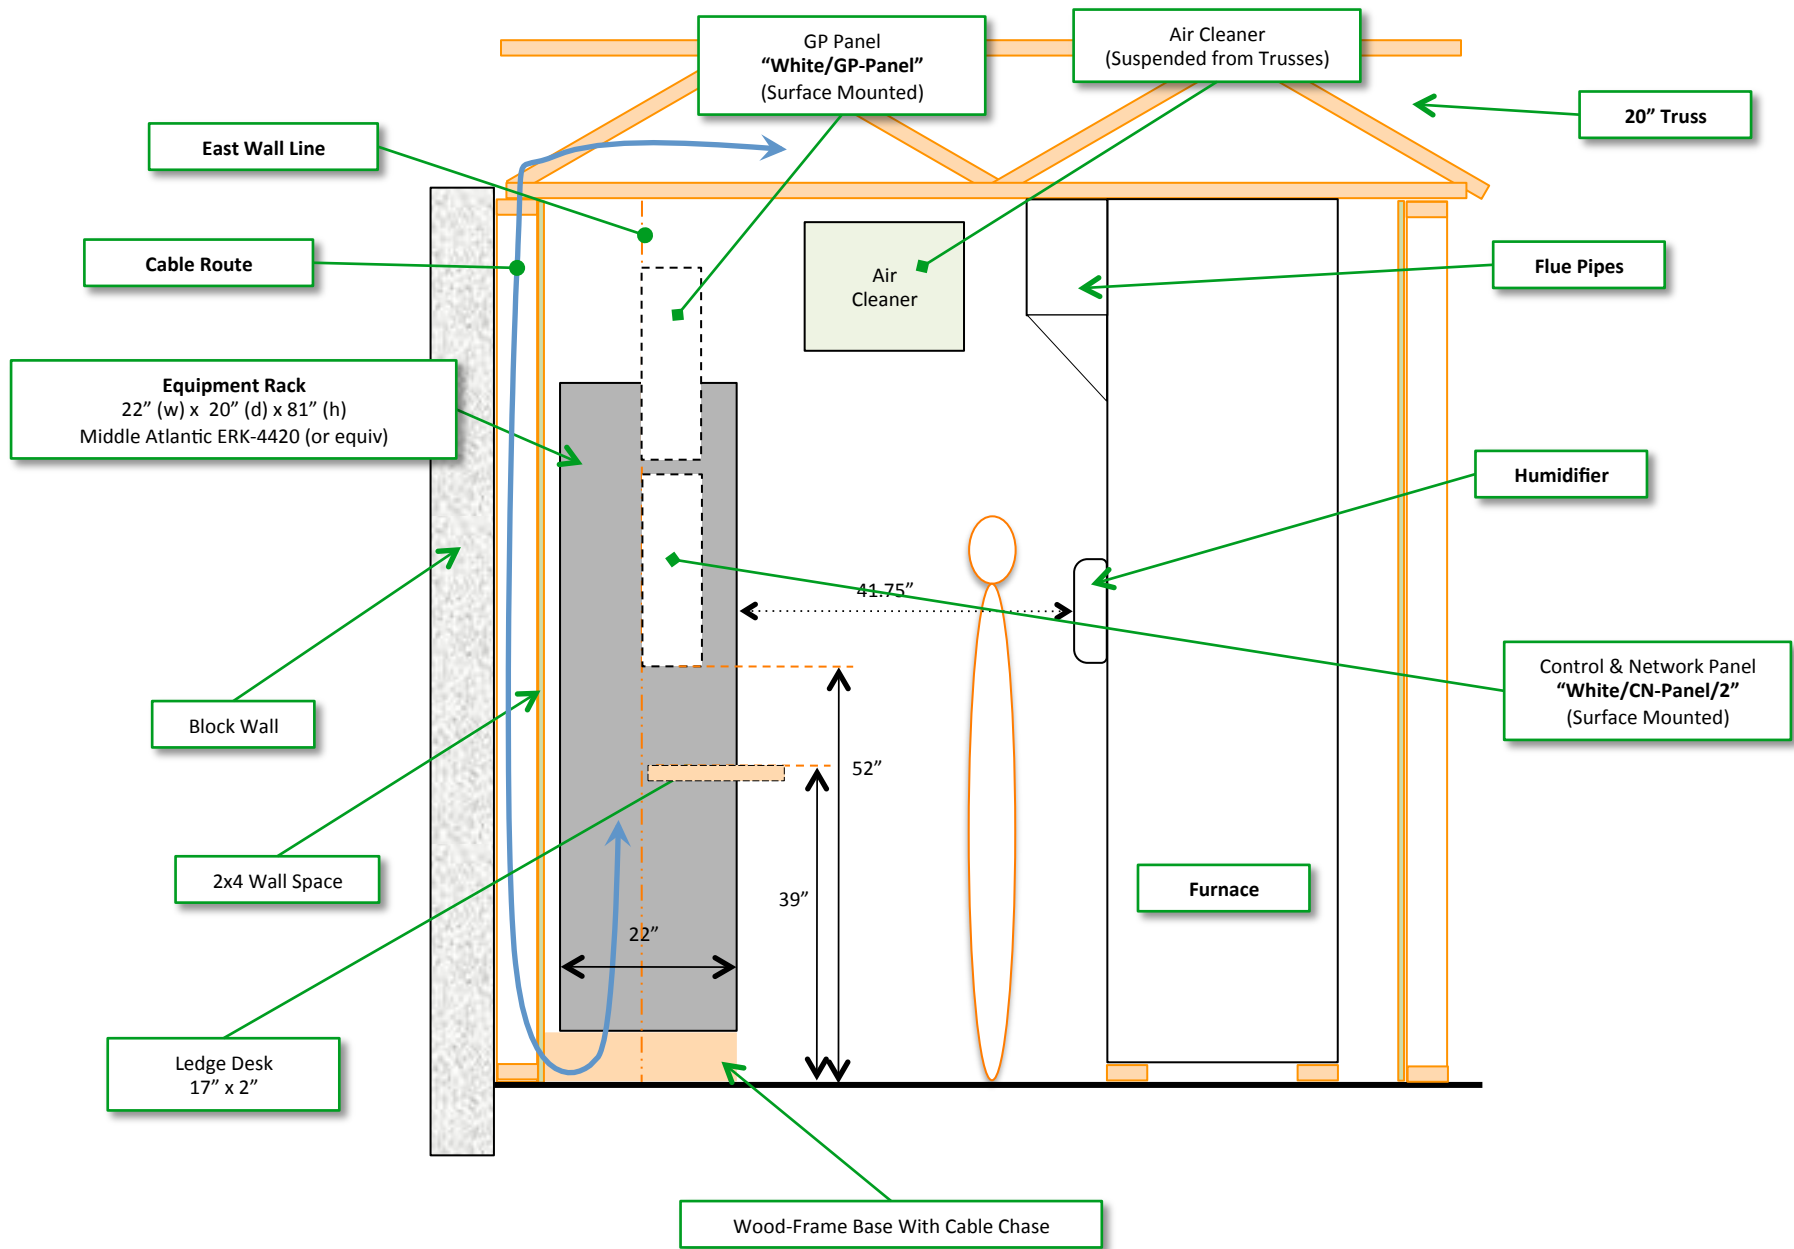 GP Panel
“White/GP-Panel”
(Surface Mounted)
Air Cleaner
(Suspended from Trusses)
20” Truss
East Wall Line
Cable Route
Air
Cleaner
Flue Pipes
Equipment Rack
22” (w) x 20” (d) x 81” (h)
Middle Atlantic ERK-4420 (or equiv)
Humidifier
41.75”
Control & Network Panel
“White/CN-Panel/2”
(Surface Mounted)
Block Wall
52”
2x4 Wall Space
39”
Furnace
22”
Ledge Desk
17” x 2”
Wood-Frame Base With Cable Chase